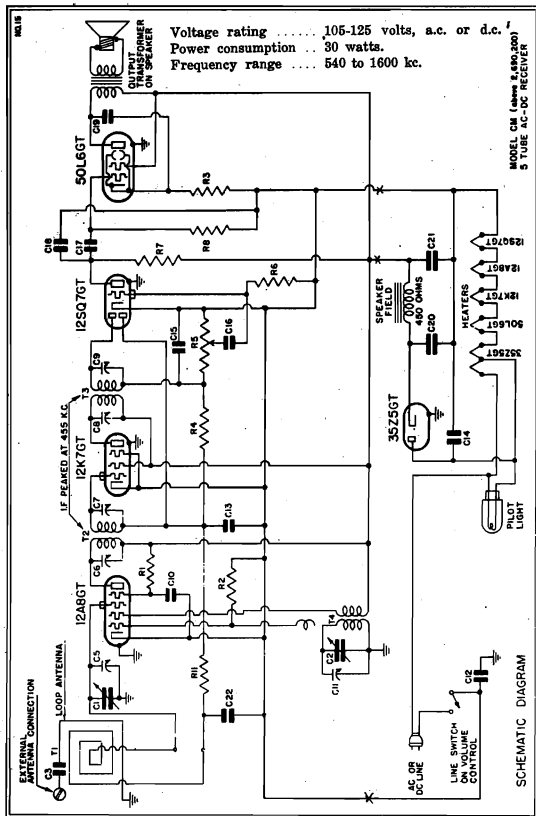 NO.15
Voltage rating ...... 105-125 volts, a.c. or d.c.
Power consumption .. 30 watts.
Frequency range .... 540 to 1600 kc.
EXTERNAL
ANTENNA CONNECTION
C3
T1
LOOP ANTENNA
C1
C5
12A8GT
C6
T2
C7
I.F PEAKED AT 455 K.C
12K7GT
C8
T3
C9
12SQ7GT
C18
C17
50L6GT
C19
OUTPUT
TRANSFORMER
ON SPEAKER
R1
C10
R2
R11
C22
C13
R4
C15
R5
C16
R6
R7
R8
R3
C11
C2
T4
SPEAKER
FIELD
450 OHMS
C20
C21
35Z5GT
C14
HEATERS
35Z5GT
50L6GT
12K7GT
12A8GT
12SQ7GT
PILOT
LIGHT
AC OR
DC LINE
LINE SWITCH
ON VOLUME
CONTROL
C12
SCHEMATIC DIAGRAM
MODEL CM (above 2,690,200)
5 TUBE AC-DC RECEIVER